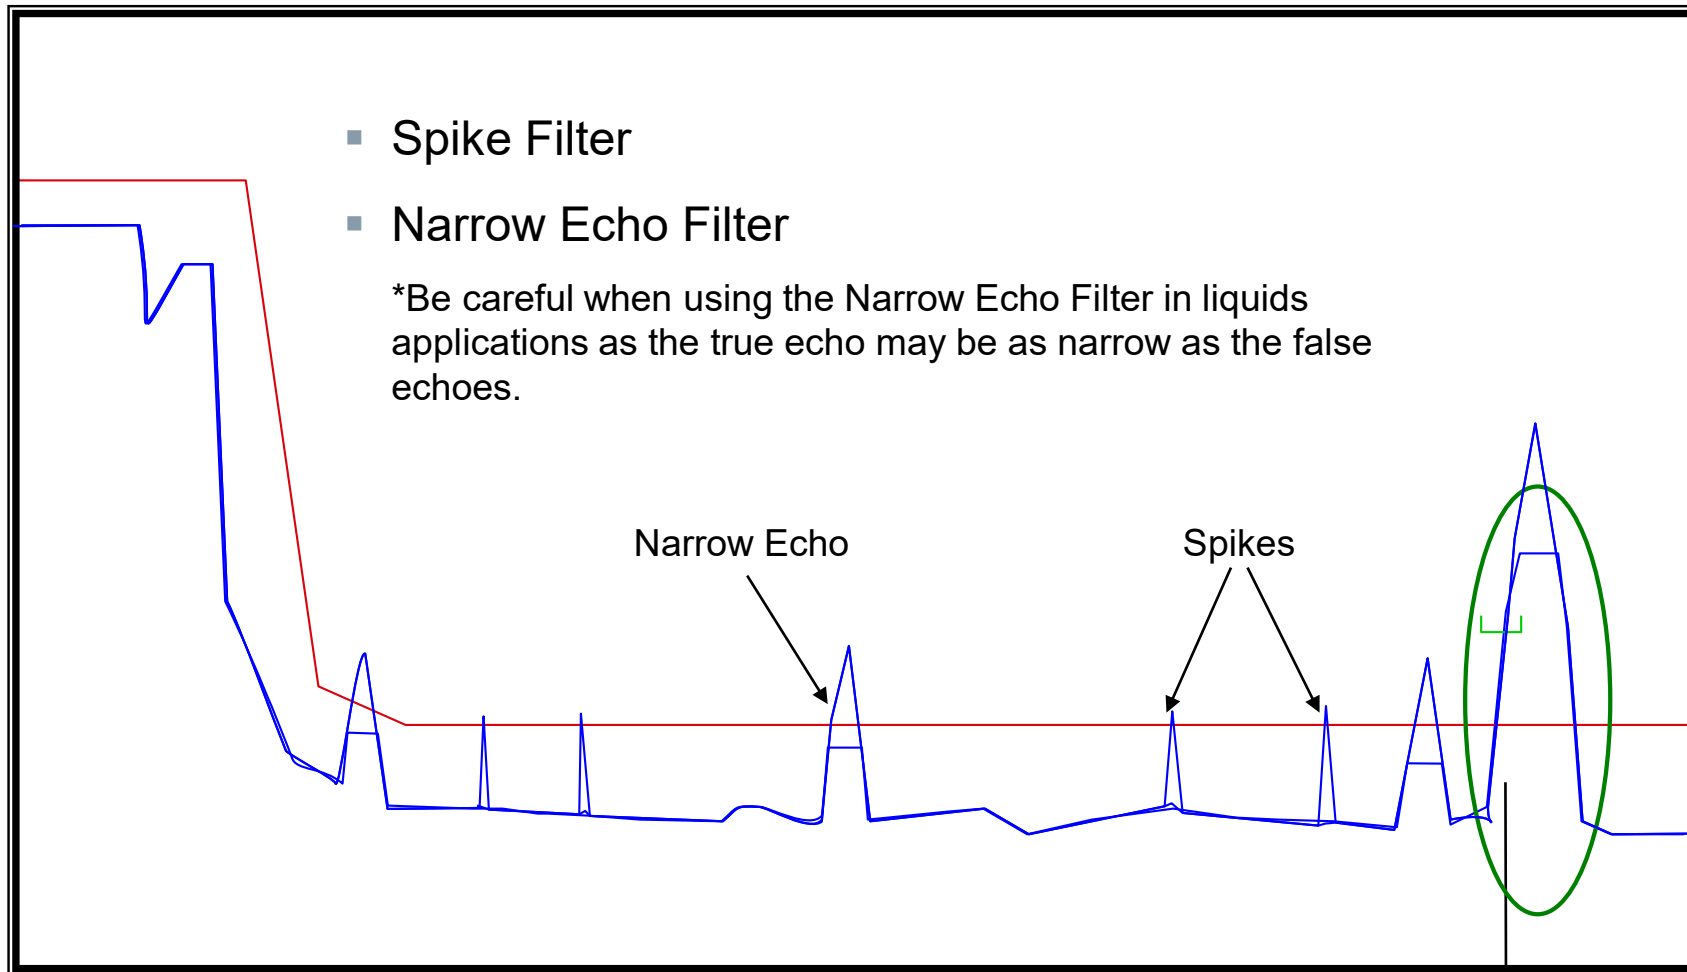 Spike Filter
Narrow Echo Filter
*Be careful when using the Narrow Echo Filter in liquids
applications as the true echo may be as narrow as the false
echoes.
Narrow Echo
Spikes